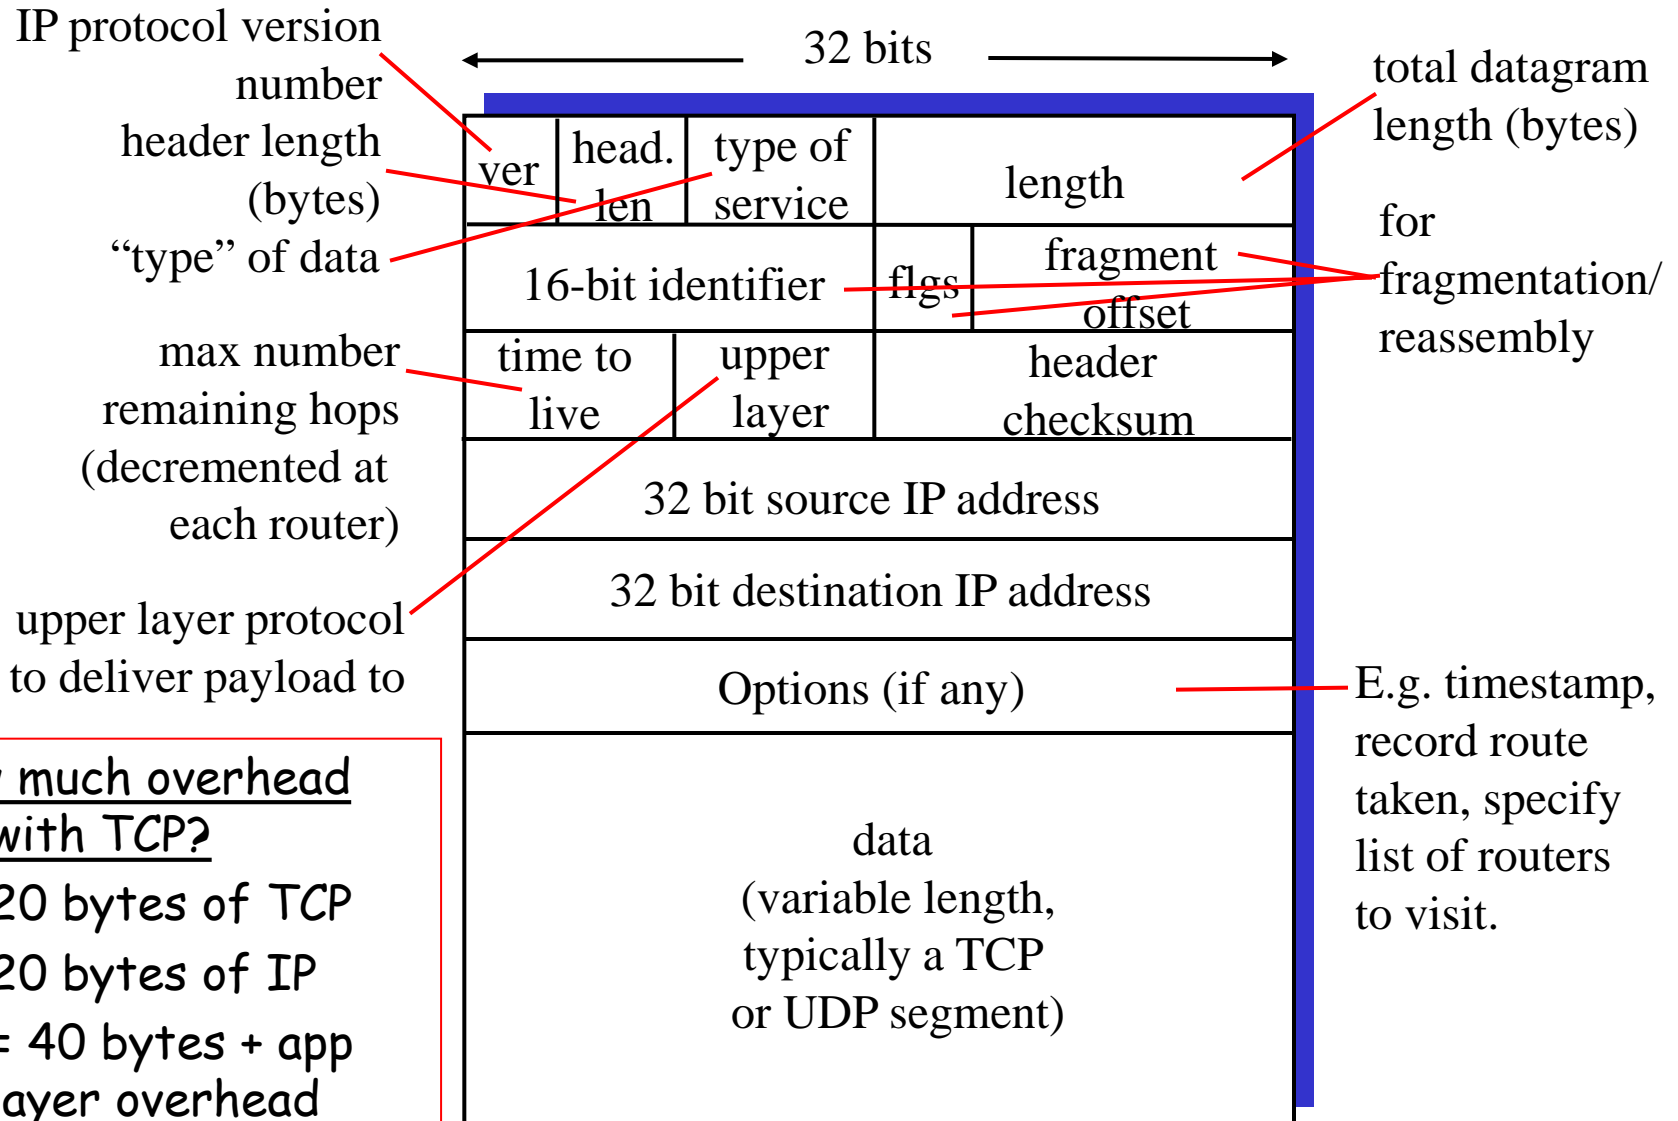 IP protocol version
number
header length
(bytes)
“type” of data
max number
remaining hops
(decremented at
each router)
upper layer protocol
to deliver payload to
much overhead
with TCP?
20 bytes of TCP
20 bytes of IP
= 40 bytes + app
ayer overhead
32 bits
ver
head.
len
type of
service
length
16-bit identifier
flgs
fragment
offset
time to
live
upper
layer
header
checksum
32 bit source IP address
32 bit destination IP address
Options (if any)
data
(variable length,
typically a TCP
or UDP segment)
total datagram
length (bytes)
for
fragmentation/
reassembly
E.g. timestamp,
record route
taken, specify
list of routers
to visit.